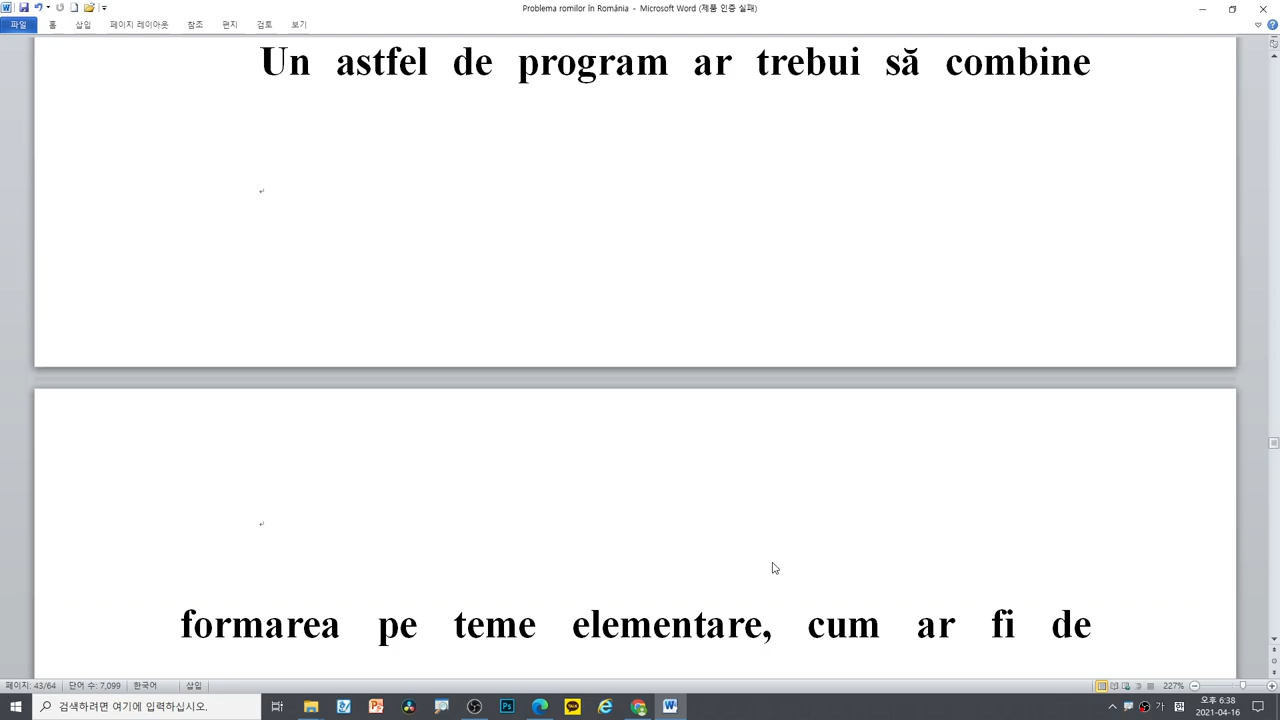 Problema romilor în România - Microsoft Word (제품 인증 실패)
파일 홈 삽입 페이지 레이아웃 참조 편지 검토 보기
Un astfel de program ar trebui să combine
formarea pe teme elementare, cum ar fi de
페이지: 43/64 단어 수: 7,099 한국어 삽입 227%
검색하려면 여기에 입력하십시오. 가 오후 6:38
2021-04-16